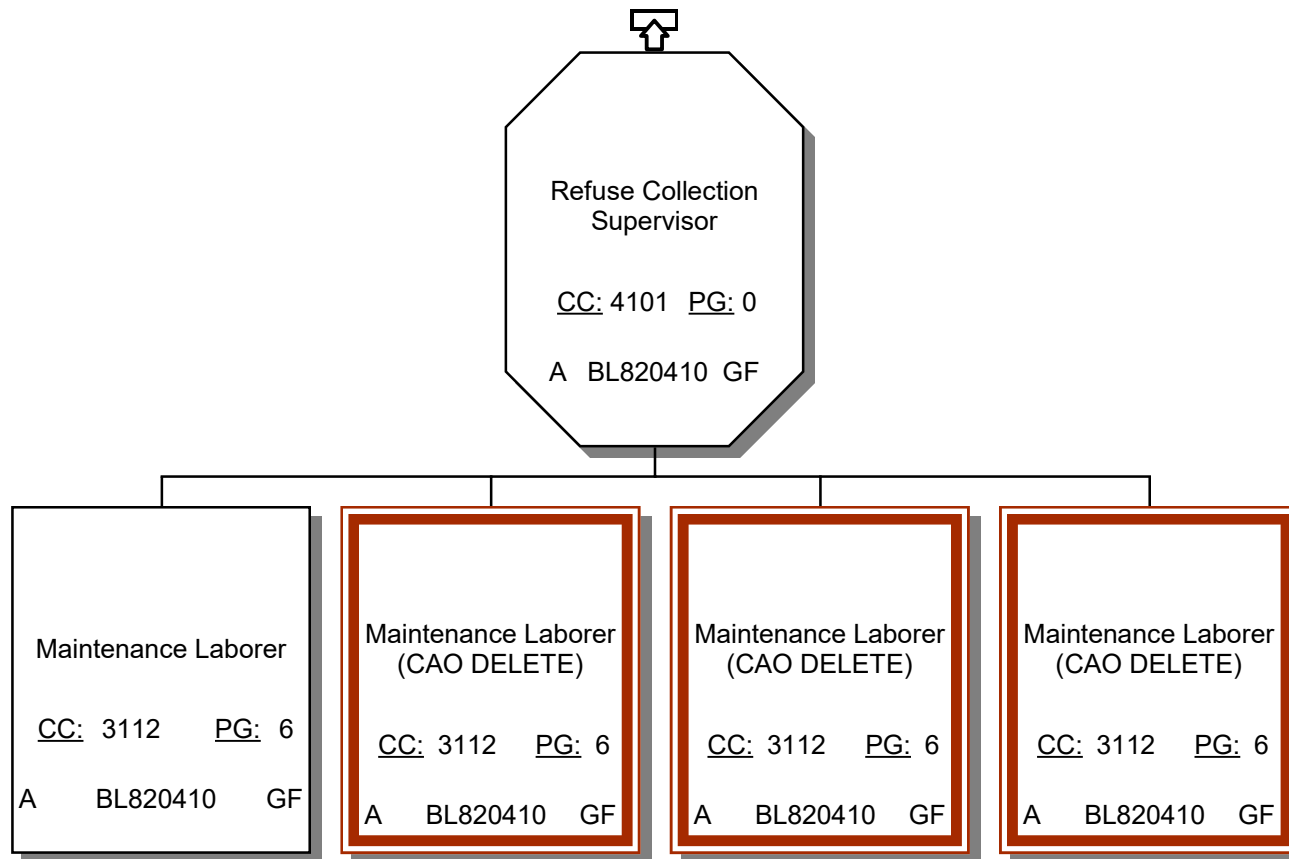 Refuse Collection
Supervisor
CC: 4101 PG: 0
A BL820410 GF
Maintenance Laborer
CC: 3112 PG: 6
A BL820410 GF
Maintenance Laborer
(CAO DELETE)
CC: 3112 PG: 6
A BL820410 GF
Maintenance Laborer
(CAO DELETE)
CC: 3112 PG: 6
A BL820410 GF
Maintenance Laborer
(CAO DELETE)
CC: 3112 PG: 6
A BL820410 GF